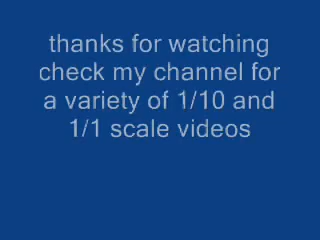 thanks for watching
check my channel for
a variety of 1/10 and
1/1 scale videos